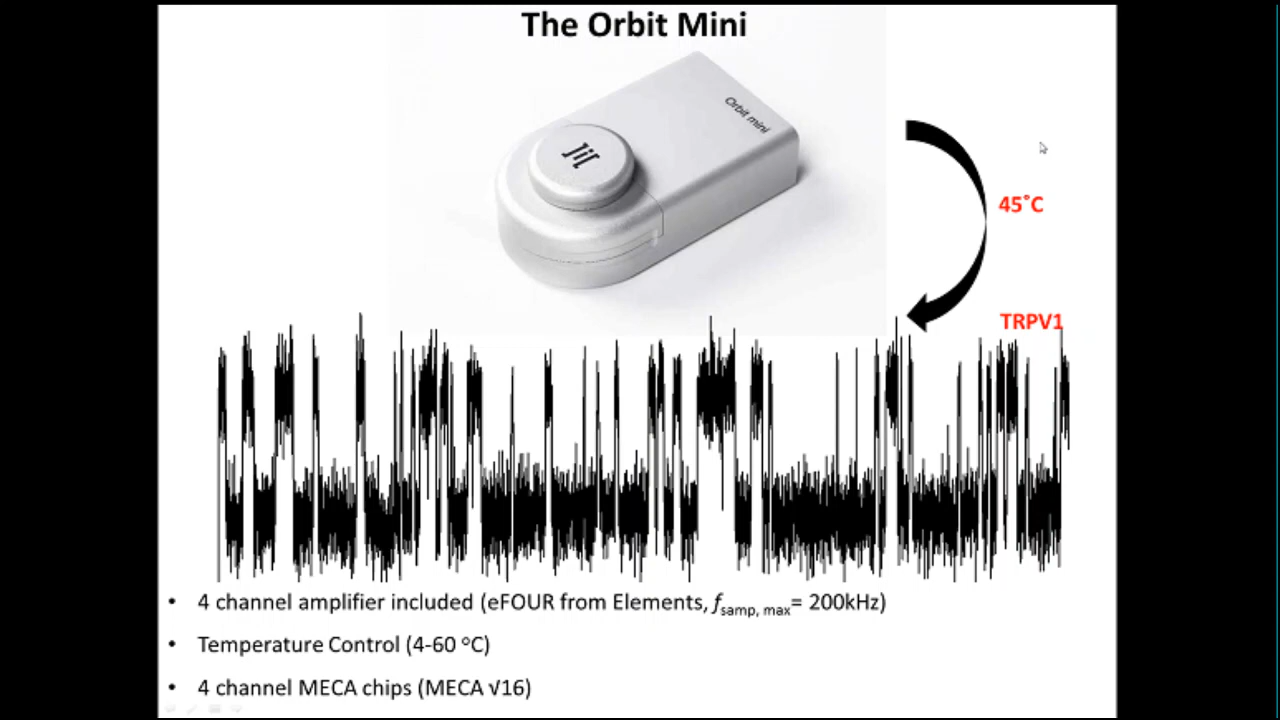 The Orbit Mini
Orbit mini
45˚C
TRPV1
• 4 channel amplifier included (eFOUR from Elements, fsamp, max= 200kHz)
• Temperature Control (4-60 °C)
• 4 channel MECA chips (MECA √16)